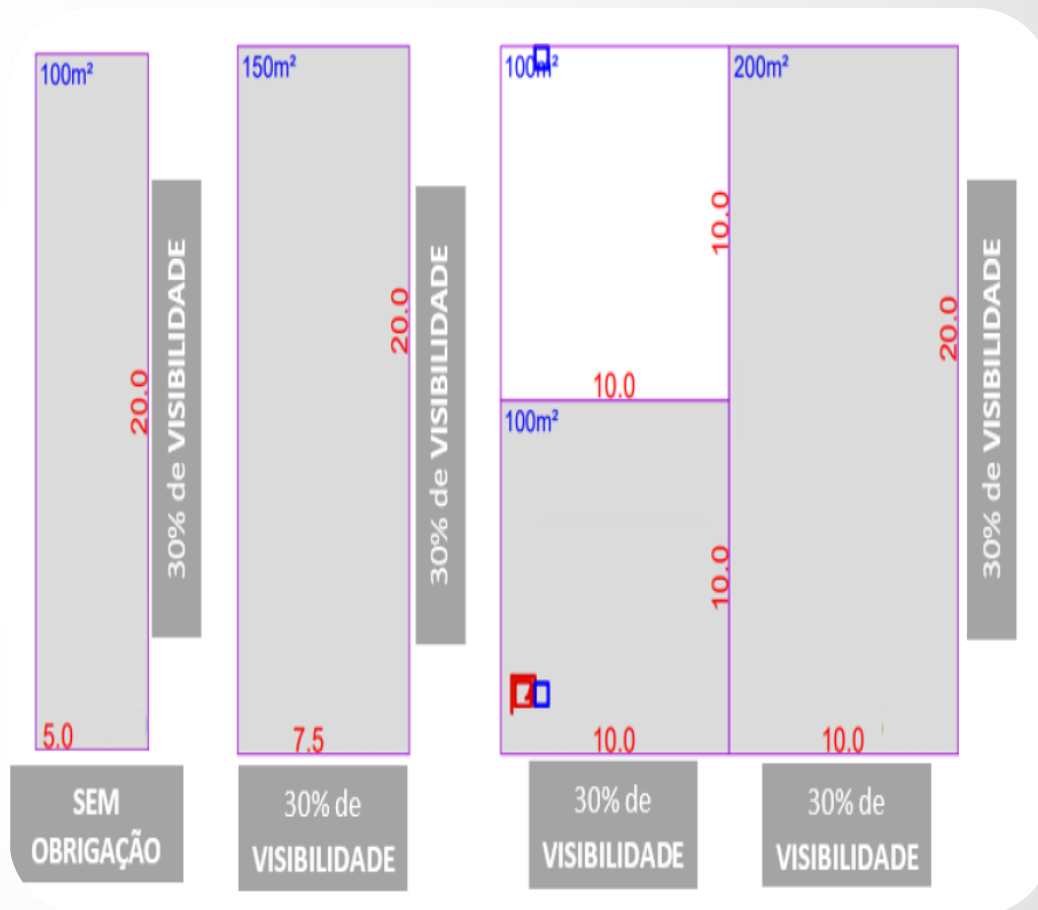 100m²
20.0
5.0
30% de VISIBILIDADE
SEM
OBRIGAÇÃO
150m²
20.0
7.5
30% de VISIBILIDADE
30% de
VISIBILIDADE
100m²
10.0
10.0
100m²
10.0
10.0
30% de
VISIBILIDADE
200m²
20.0
10.0
30% de VISIBILIDADE
30% de
VISIBILIDADE